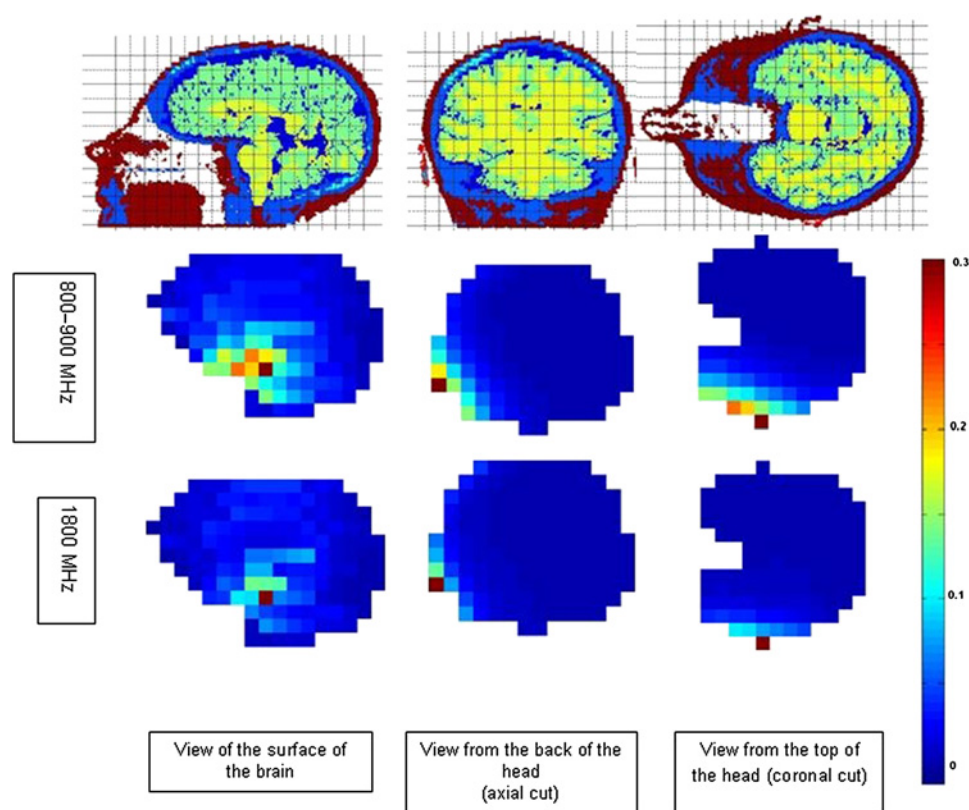 800-900 MHz
0.3
0.2
1800 MHz
0.1
0
View of the surface of
the brain
View from the back of the
head
(axial cut)
View from the top of
the head (coronal cut)